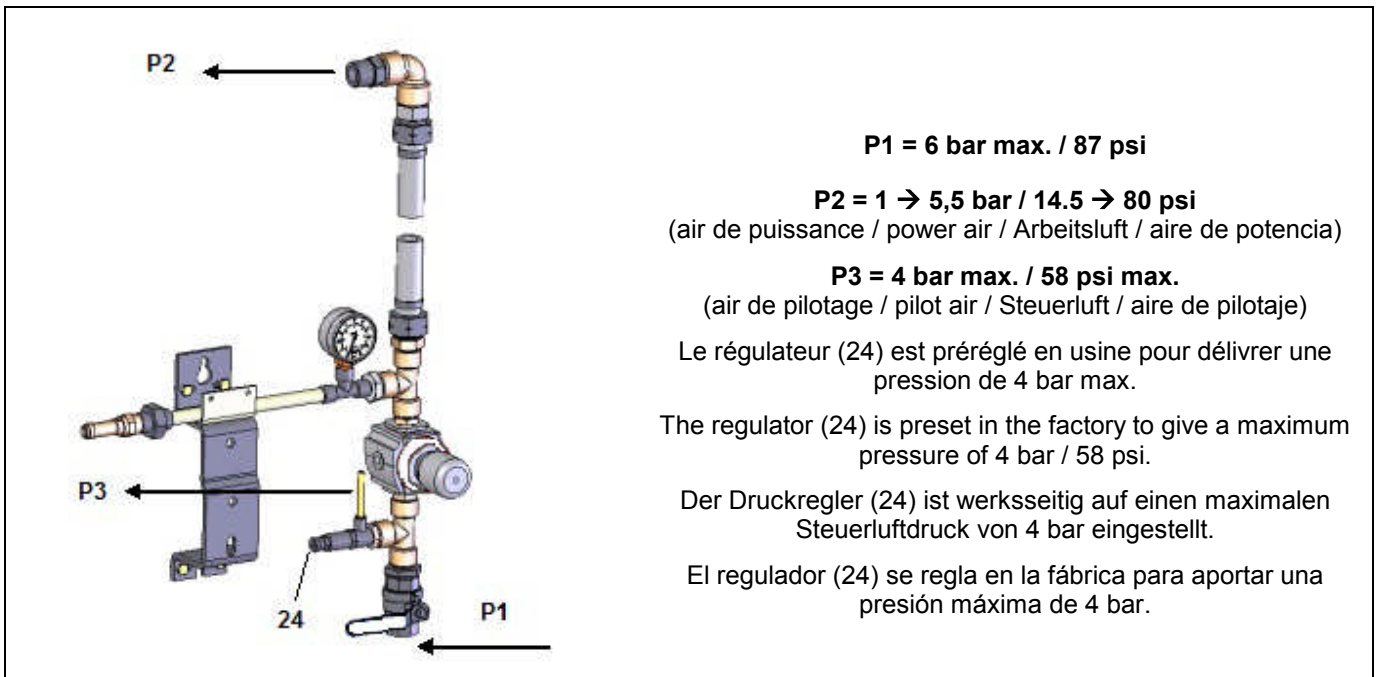 P2
P3
24
P1
P1 = 6 bar max. / 87 psi
P2 = 1 → 5,5 bar / 14.5 → 80 psi
(air de puissance / power air / Arbeitsluft / aire de potencia)
P3 = 4 bar max. / 58 psi max.
(air de pilotage / pilot air / Steuerluft / aire de pilotaje)
Le régulateur (24) est préréglé en usine pour délivrer une
pression de 4 bar max.
The regulator (24) is preset in the factory to give a maximum
pressure of 4 bar / 58 psi.
Der Druckregler (24) ist werksseitig auf einen maximalen
Steuerluftdruck von 4 bar eingestellt.
El regulador (24) se regla en la fábrica para aportar una
presión máxima de 4 bar.